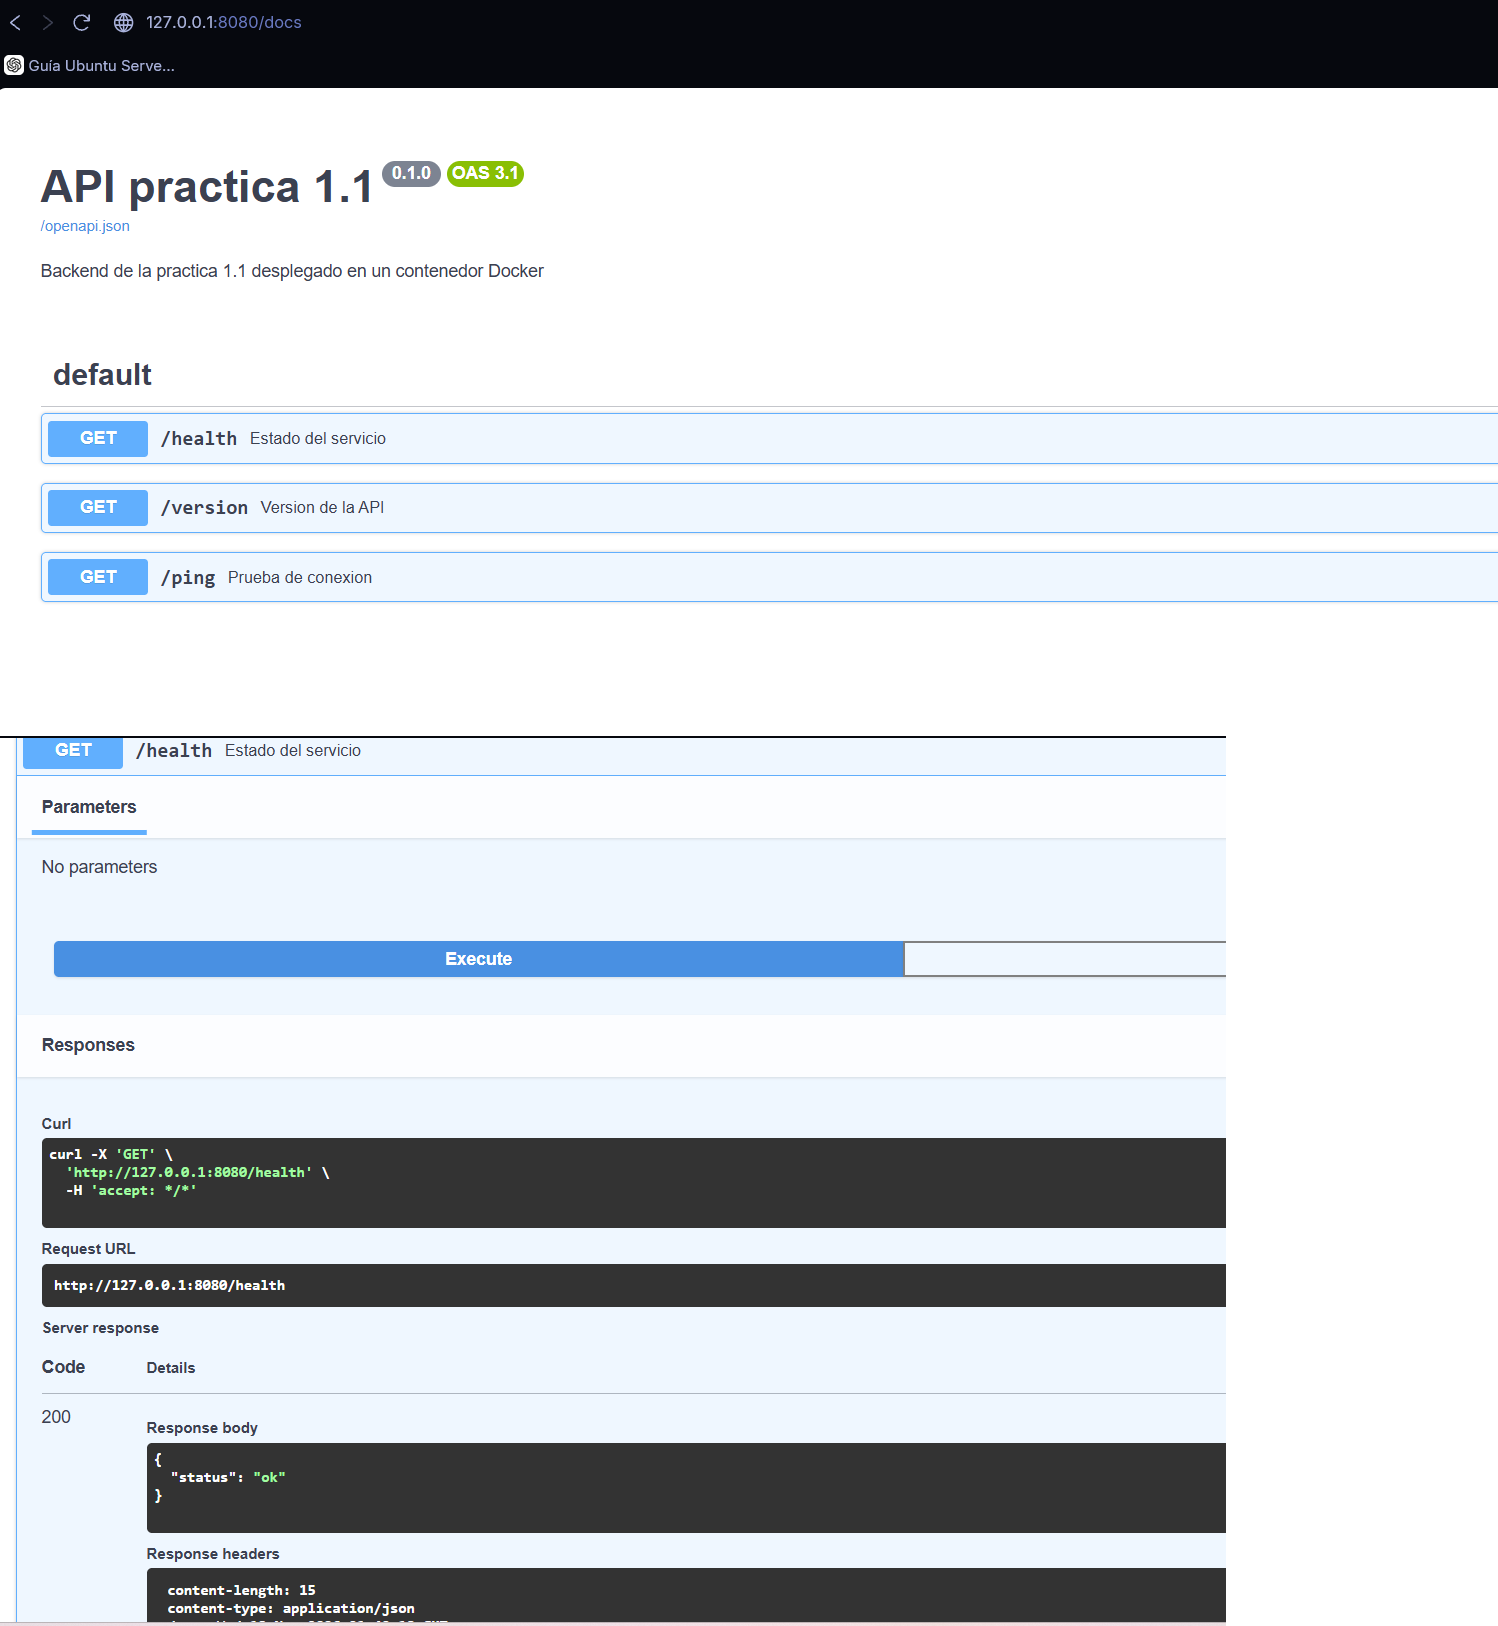 127.0.0.1:8080/docs
Guía Ubuntu Serve...
API practica 1.1 0.1.0 OAS 3.1
/openapi.json
Backend de la practica 1.1 desplegado en un contenedor Docker
default
GET /health Estado del servicio
GET /version Version de la API
GET /ping Prueba de conexion
GET /health Estado del servicio
Parameters
No parameters
Execute
Responses
Curl
curl -X 'GET' \
'http://127.0.0.1:8080/health' \
-H 'accept: */*'
Request URL
http://127.0.0.1:8080/health
Server response
Code Details
200
Response body
{
"status": "ok"
}
Response headers
content-length: 15
content-type: application/json